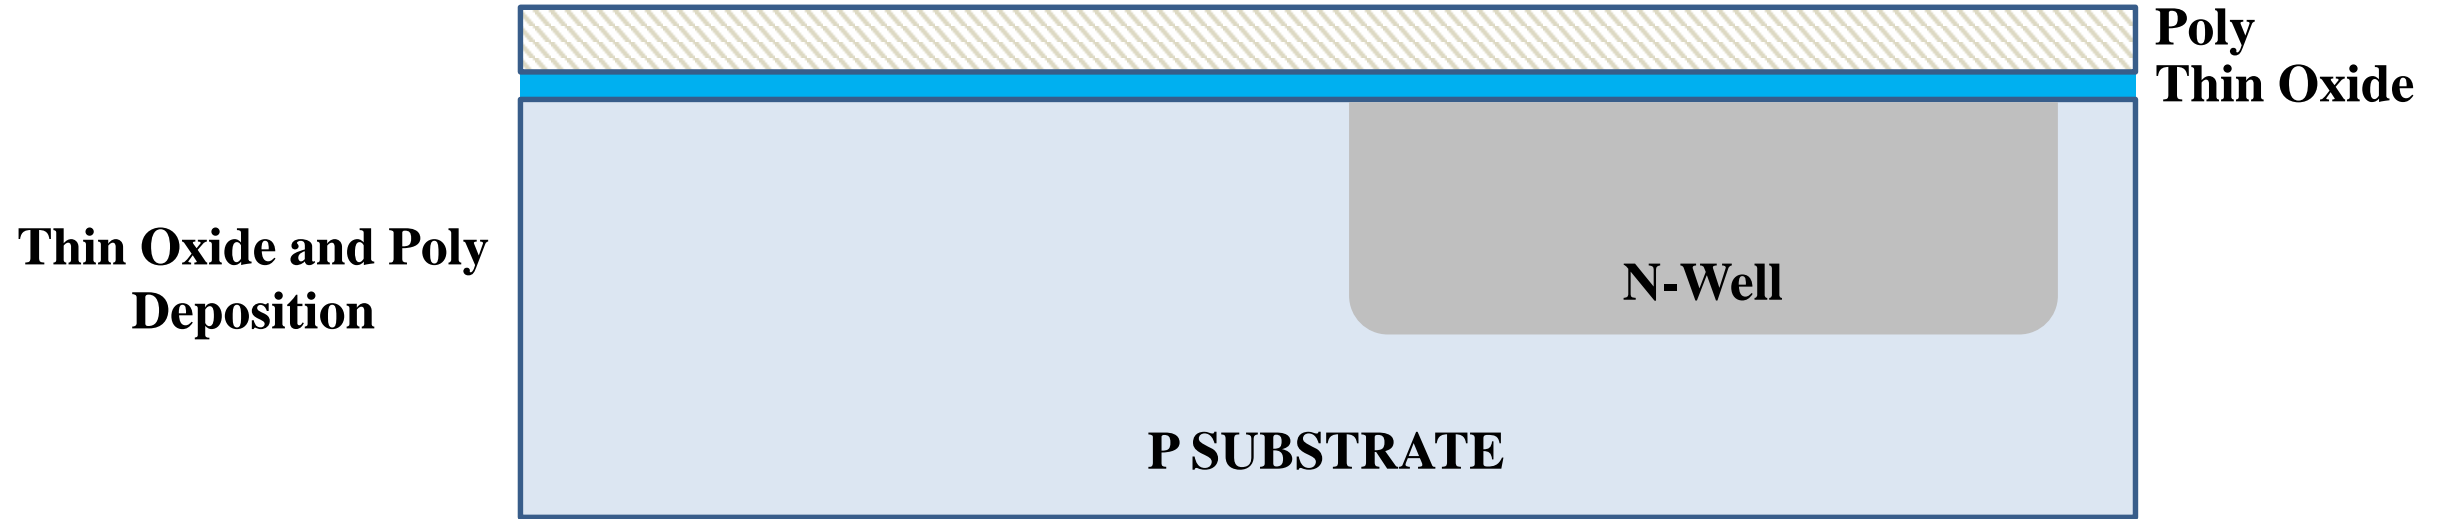 Poly
Thin Oxide
Thin Oxide and Poly
Deposition
N-Well
P SUBSTRATE